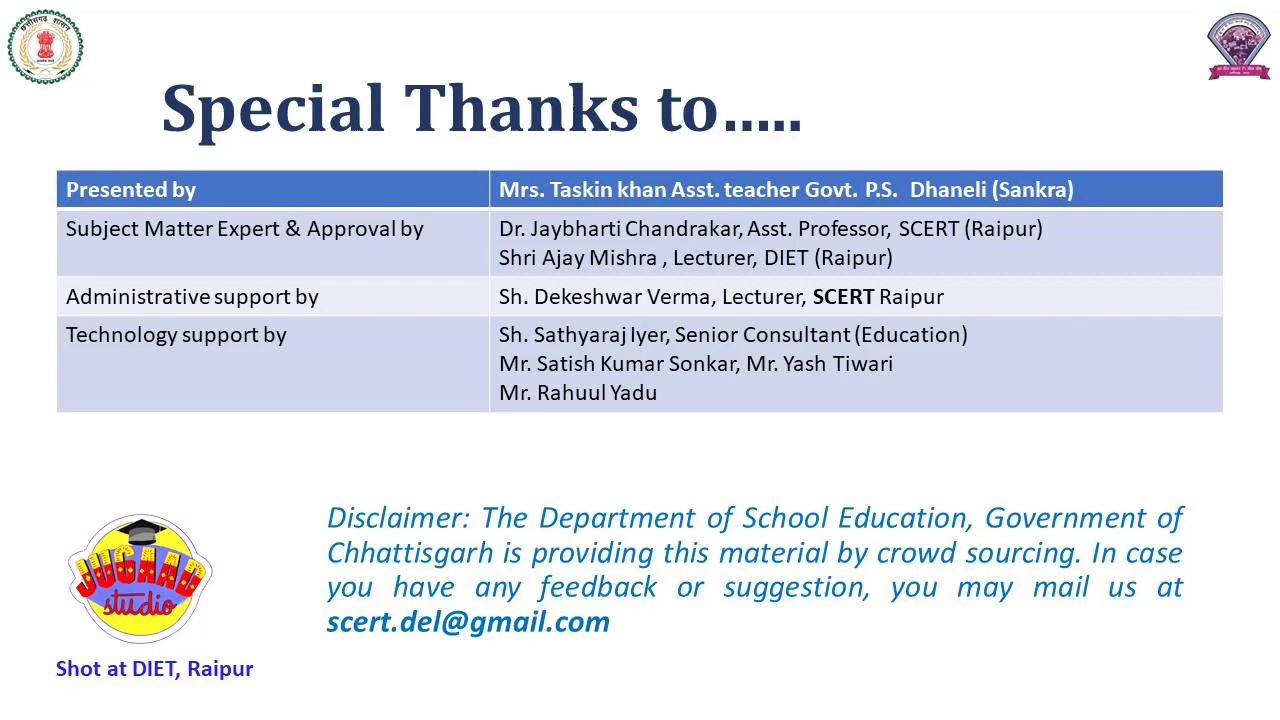 छत्तीसगढ़ शासन
Special Thanks to.....
Presented by
Mrs. Taskin khan Asst. teacher Govt. P.S. Dhaneli (Sankra)
Subject Matter Expert & Approval by
Dr. Jaybharti Chandrakar, Asst. Professor, SCERT (Raipur)
Shri Ajay Mishra , Lecturer, DIET (Raipur)
Administrative support by
Sh. Dekeshwar Verma, Lecturer, SCERT Raipur
Technology support by
Sh. Sathyaraj Iyer, Senior Consultant (Education)
Mr. Satish Kumar Sonkar, Mr. Yash Tiwari
Mr. Rahuul Yadu
Disclaimer: The Department of School Education, Government of
Chhattisgarh is providing this material by crowd sourcing. In case
you have any feedback or suggestion, you may mail us at
scert.del@gmail.com
JUGAAD
studio
Shot at DIET, Raipur